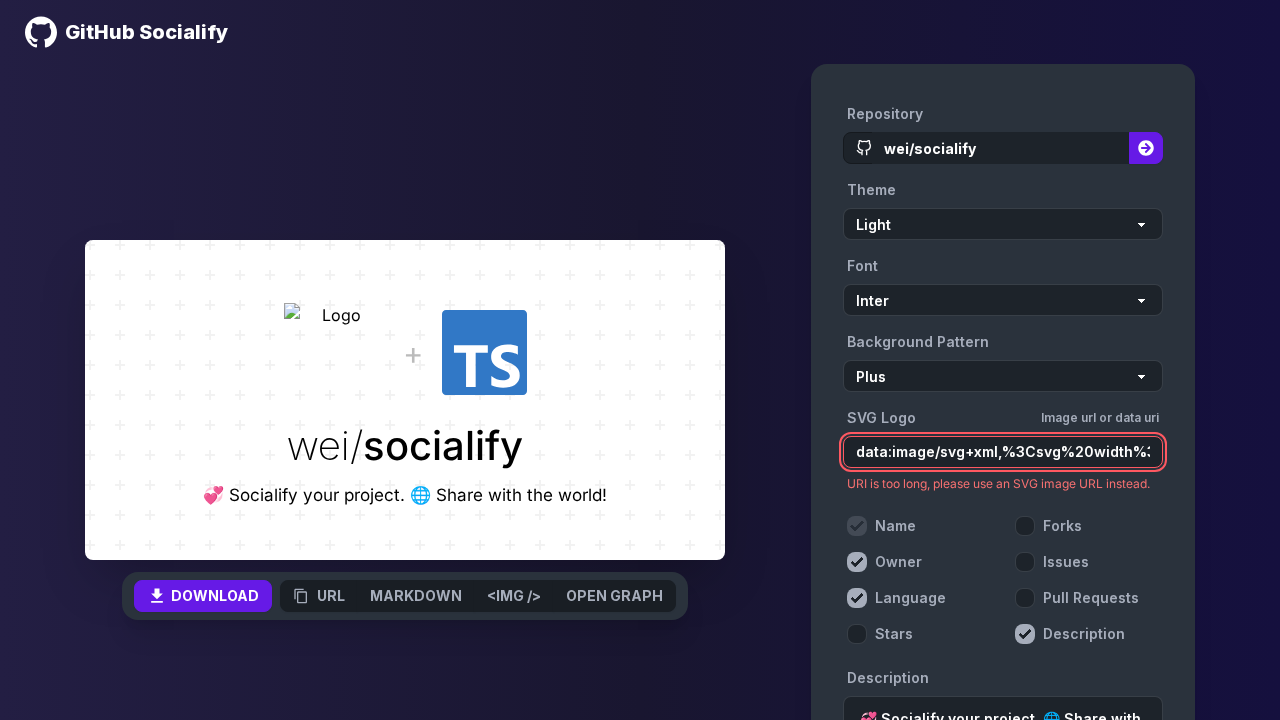 GitHub Socialify
Repository
wei/socialify
Theme
Light
Font
Inter
Background Pattern
Plus
SVG Logo
Image url or data uri
data:image/svg+xml,%3Csvg%20width%3
URI is too long, please use an SVG image URL instead.
Name
Forks
Owner
Issues
Language
Pull Requests
Stars
Description
Description
💞 Socialify your project. 🌐 Share with
Logo
+
TS
wei/socialify
💞 Socialify your project. 🌐 Share with the world!
DOWNLOAD
URL
MARKDOWN
<IMG />
OPEN GRAPH